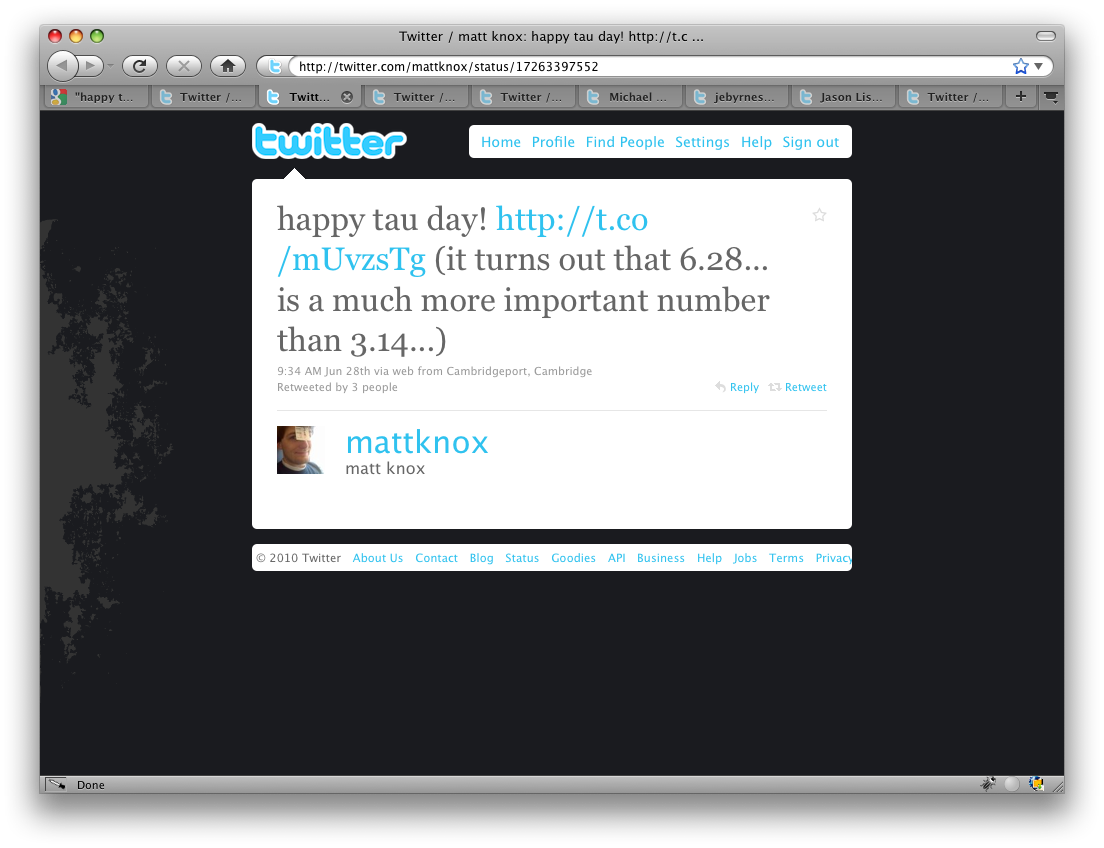 Twitter / matt knox: happy tau day! http://t.c ...
http://twitter.com/mattknox/status/17263397552
"happy t... Twitter /... Twitt... Twitter /... Twitter /... Michael ... jebyrnes... Jason Lis... Twitter /...
twitter
Home Profile Find People Settings Help Sign out
happy tau day! http://t.co
/mUvzsTg (it turns out that 6.28...
is a much more important number
than 3.14...)
9:34 AM Jun 28th via web from Cambridgeport, Cambridge
Retweeted by 3 people
Reply Retweet
mattknox
matt knox
© 2010 Twitter About Us Contact Blog Status Goodies API Business Help Jobs Terms Privacy
Done